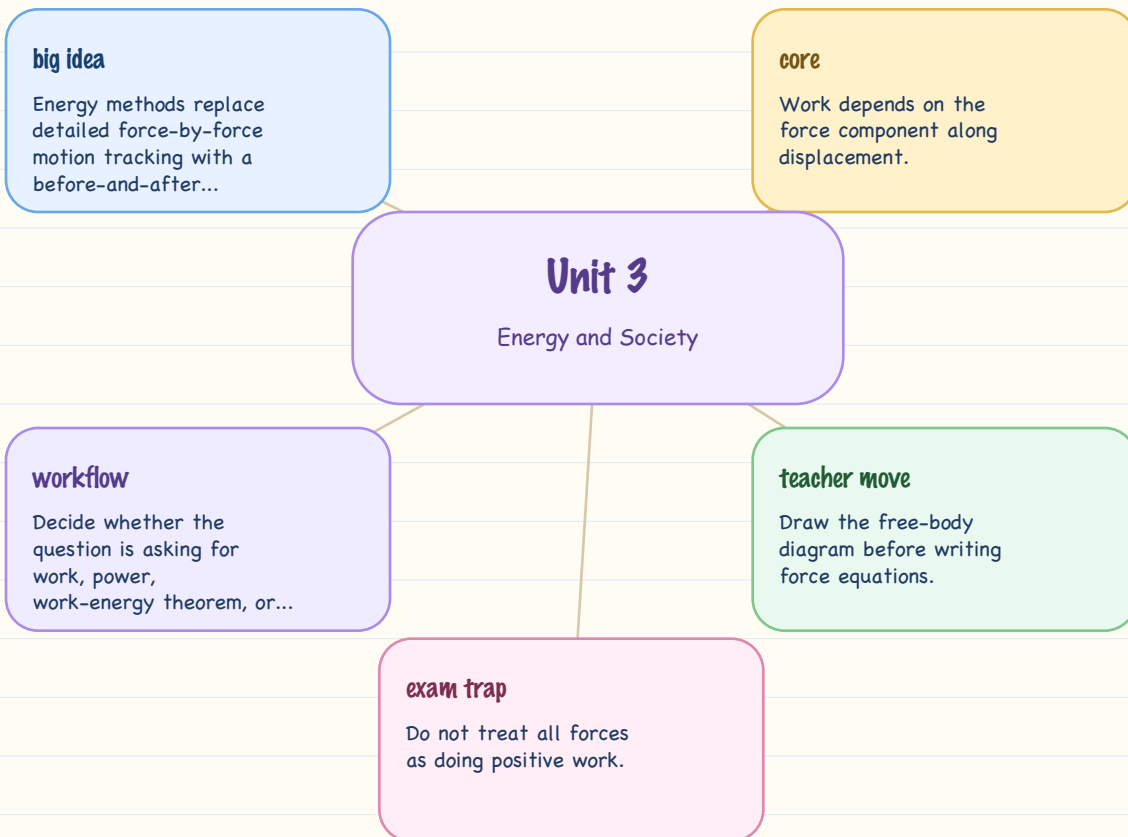 big idea
Energy methods replace
detailed force-by-force
motion tracking with a
before-and-after...
core
Work depends on the
force component along
displacement.
Unit 3
Energy and Society
workflow
Decide whether the
question is asking for
work, power,
work-energy theorem, or...
teacher move
Draw the free-body
diagram before writing
force equations.
exam trap
Do not treat all forces
as doing positive work.